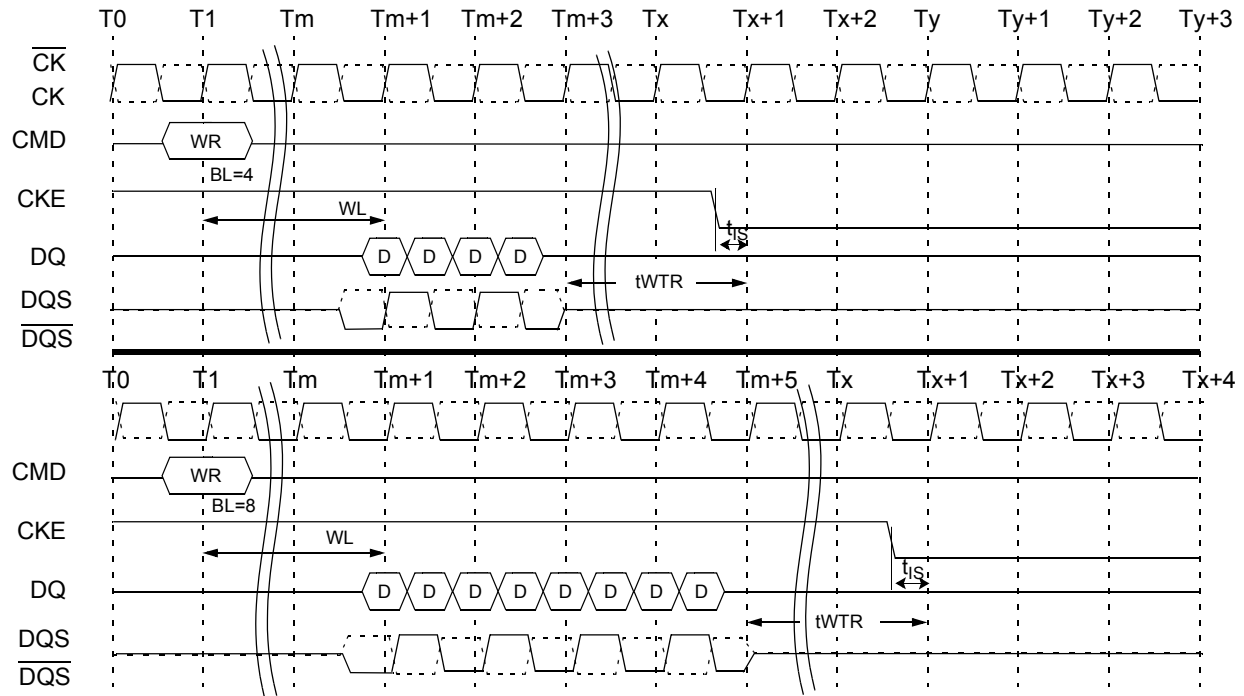 T0 T1 Tm Tm+1 Tm+2 Tm+3 Tx Tx+1 Tx+2 Ty Ty+1 Ty+2 Ty+3
CK
CK
CMD WR
BL=4
CKE
WL
tIS
DQ D D D D
tWTR
DQS
DQS
T0 T1 Tm Tm+1 Tm+2 Tm+3 Tm+4 Tm+5 Tx Tx+1 Tx+2 Tx+3 Tx+4
CMD WR
BL=8
CKE
WL
tIS
DQ D D D D D D D D
tWTR
DQS
DQS